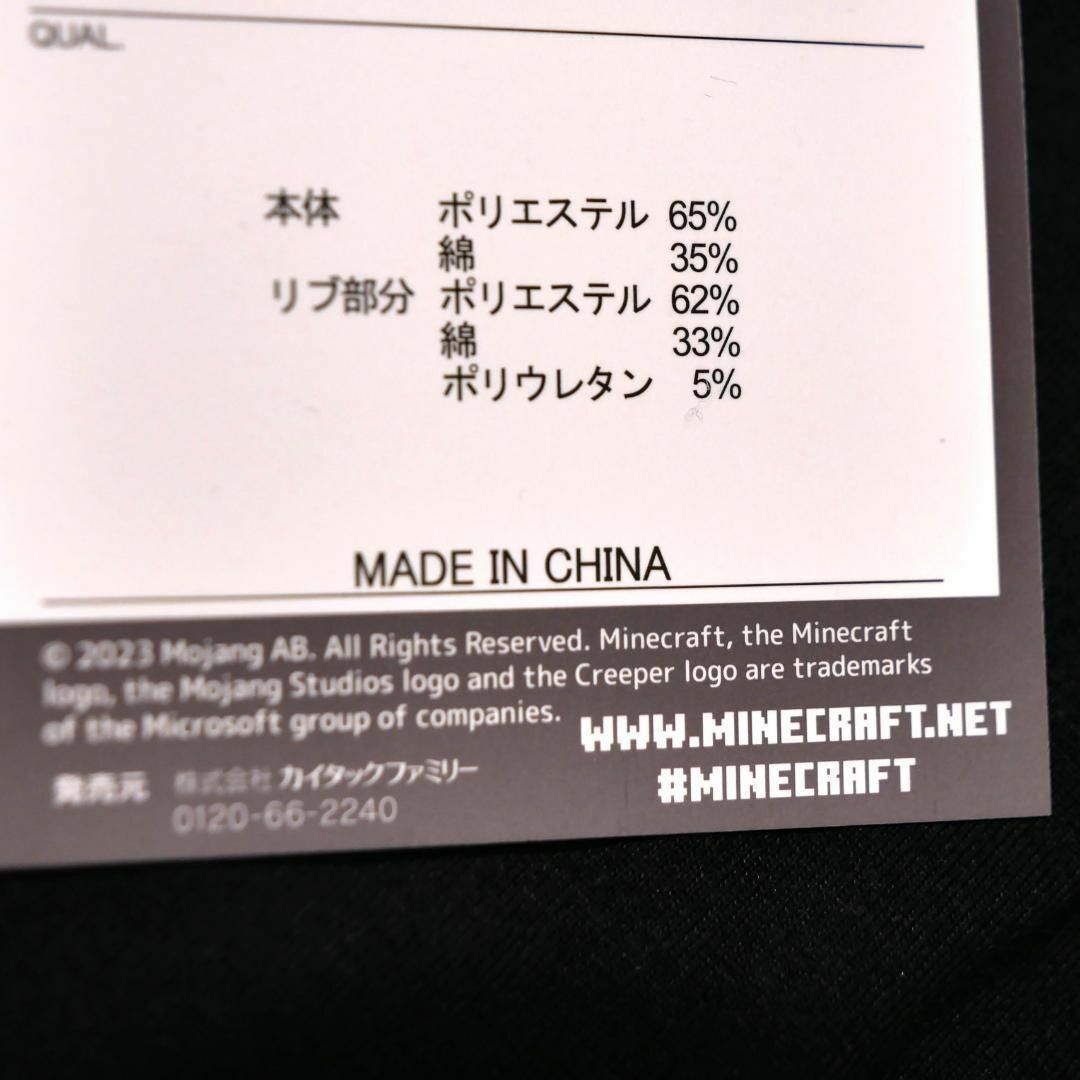 QUAL.
本体 ポリエステル 65%
綿 35%
リブ部分 ポリエステル 62%
綿 33%
ポリウレタン 5%
MADE IN CHINA
© 2023 Mojang AB. All Rights Reserved. Minecraft, the Minecraft
logo, the Mojang Studios logo and the Creeper logo are trademarks
of the Microsoft group of companies.
WWW.MINECRAFT.NET
#MINECRAFT
発売元 株式会社 カイタックファミリー
0120-66-2240